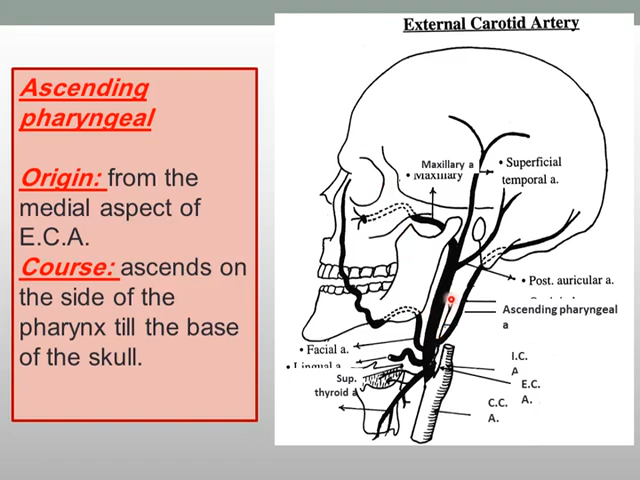 External Carotid Artery
Ascending
pharyngeal
Origin: from the
medial aspect of
E.C.A.
Course: ascends on
the side of the
pharynx till the base
of the skull.
Maxillary a
• Maxillary
• Superficial
temporal a.
• Post. auricular a.
Ascending pharyngeal
a
• Facial a.
• Lingual a.
Sup.
thyroid a
I.C.
A
E.C.
A.
C.C.
A.